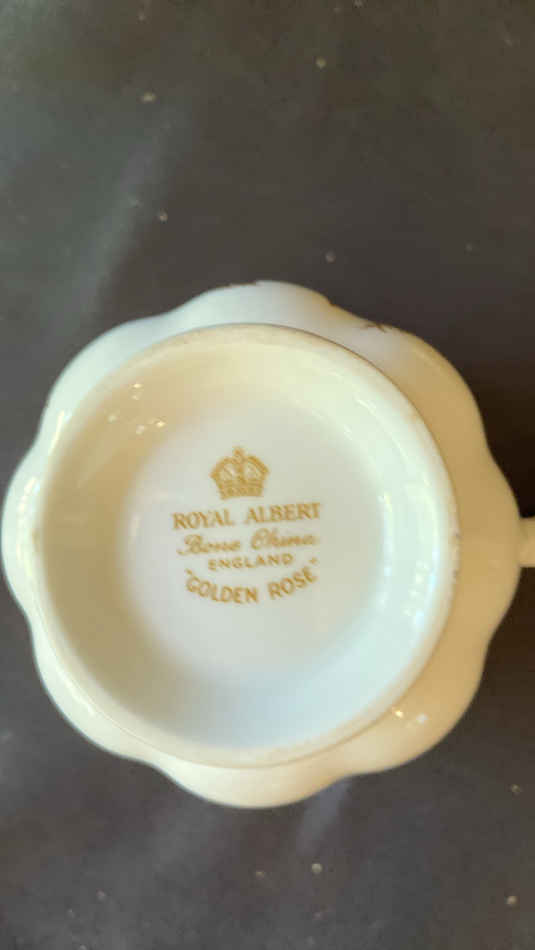 ROYAL ALBERT
Bone China
ENGLAND
"GOLDEN ROSE"